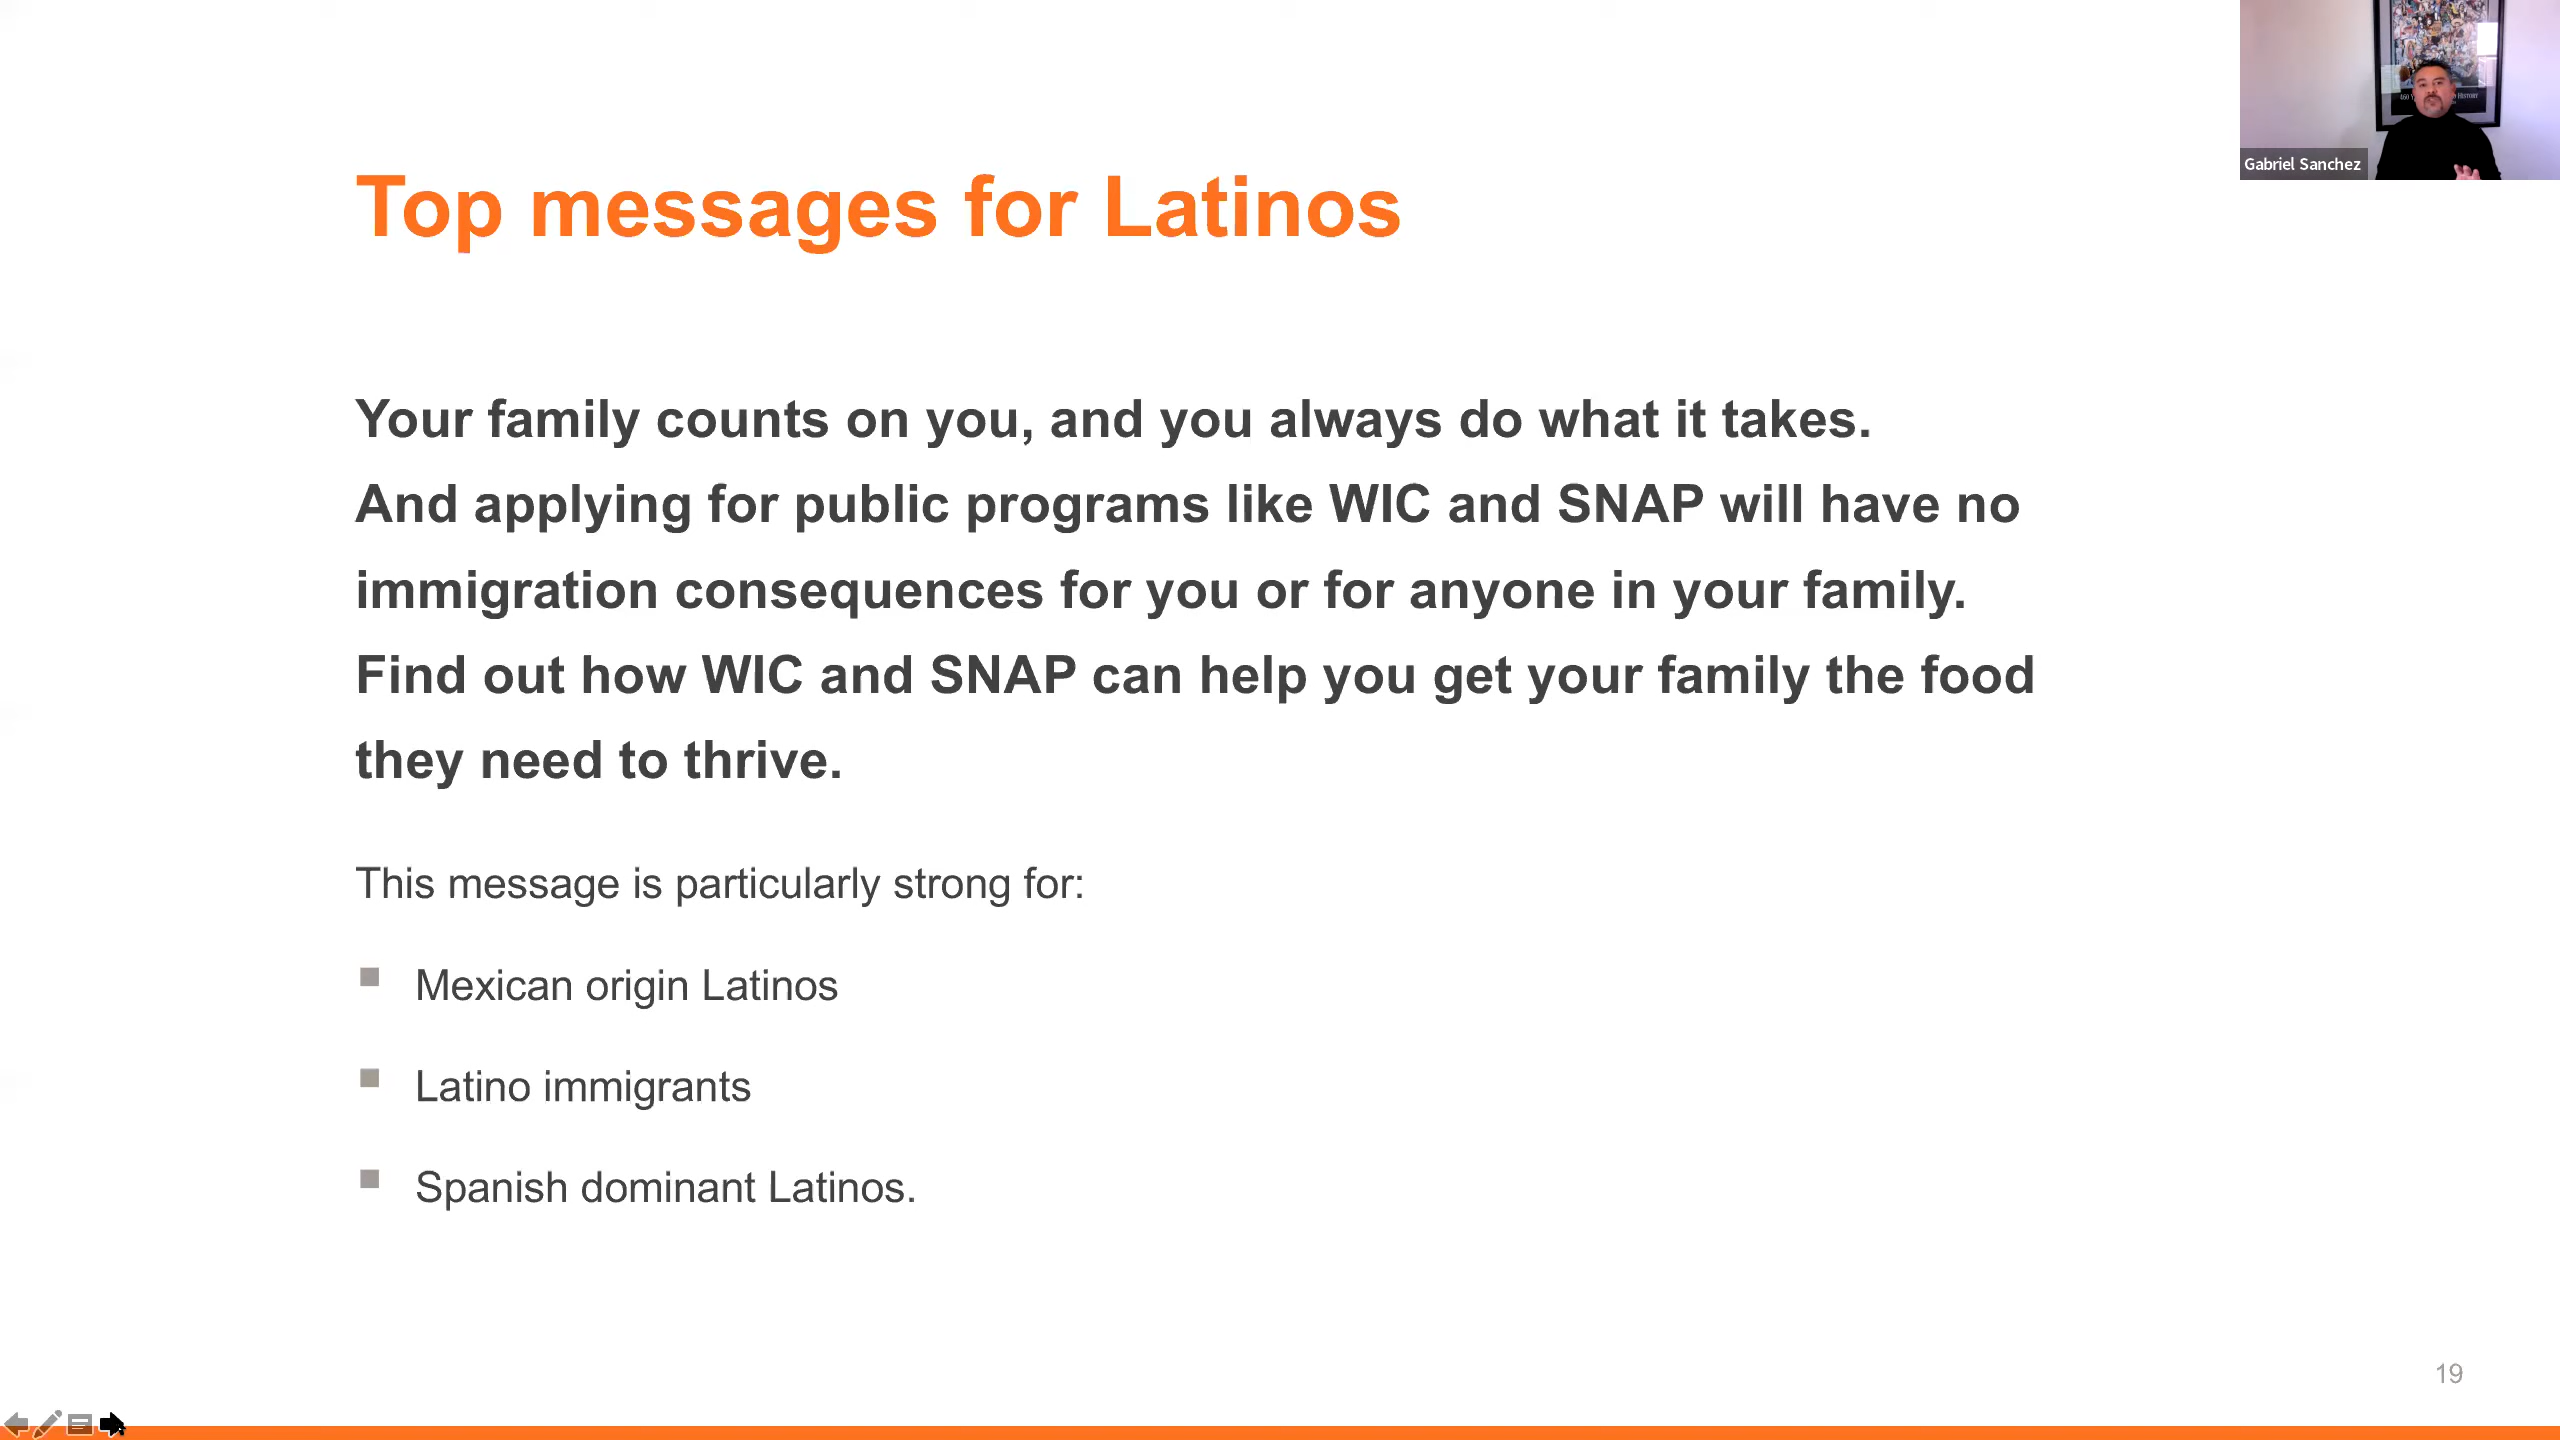 Gabriel Sanchez
Top messages for Latinos
Your family counts on you, and you always do what it takes.
And applying for public programs like WIC and SNAP will have no
immigration consequences for you or for anyone in your family.
Find out how WIC and SNAP can help you get your family the food
they need to thrive.
This message is particularly strong for:
Mexican origin Latinos
Latino immigrants
Spanish dominant Latinos.
19